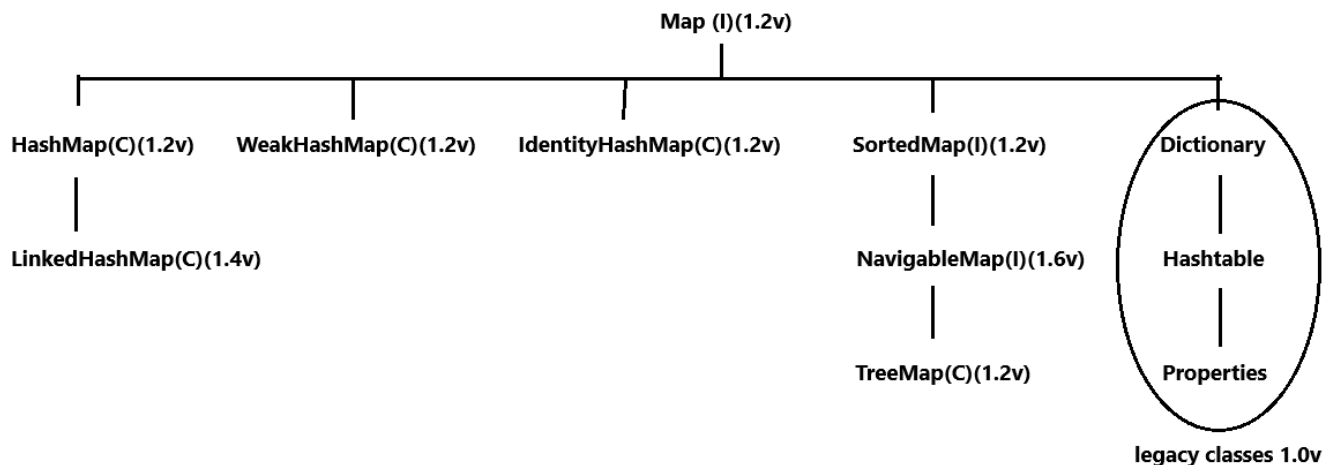 Map (I)(1.2v)
HashMap(C)(1.2v) WeakHashMap(C)(1.2v) IdentityHashMap(C)(1.2v) SortedMap(I)(1.2v) Dictionary
LinkedHashMap(C)(1.4v) NavigableMap(I)(1.6v) Hashtable
TreeMap(C)(1.2v) Properties
legacy classes 1.0v